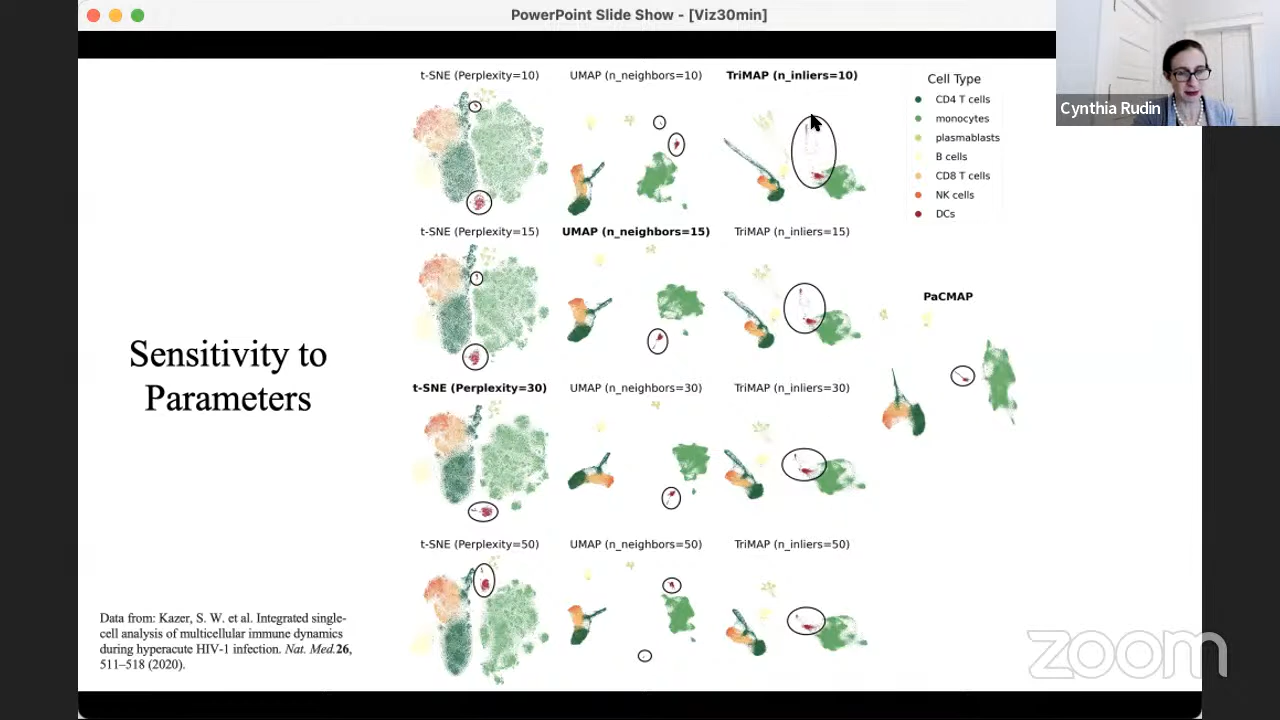 PowerPoint Slide Show - [Viz30min]
Cynthia Rudin
t-SNE (Perplexity=10)
UMAP (n_neighbors=10)
TriMAP (n_inliers=10)
Cell Type
CD4 T cells
monocytes
plasmablasts
B cells
CD8 T cells
NK cells
DCs
t-SNE (Perplexity=15)
UMAP (n_neighbors=15)
TriMAP (n_inliers=15)
PaCMAP
Sensitivity to
Parameters
t-SNE (Perplexity=30)
UMAP (n_neighbors=30)
TriMAP (n_inliers=30)
t-SNE (Perplexity=50)
UMAP (n_neighbors=50)
TriMAP (n_inliers=50)
Data from: Kazer, S. W. et al. Integrated single-
cell analysis of multicellular immune dynamics
during hyperacute HIV-1 infection. Nat. Med.26,
511–518 (2020).
zoom